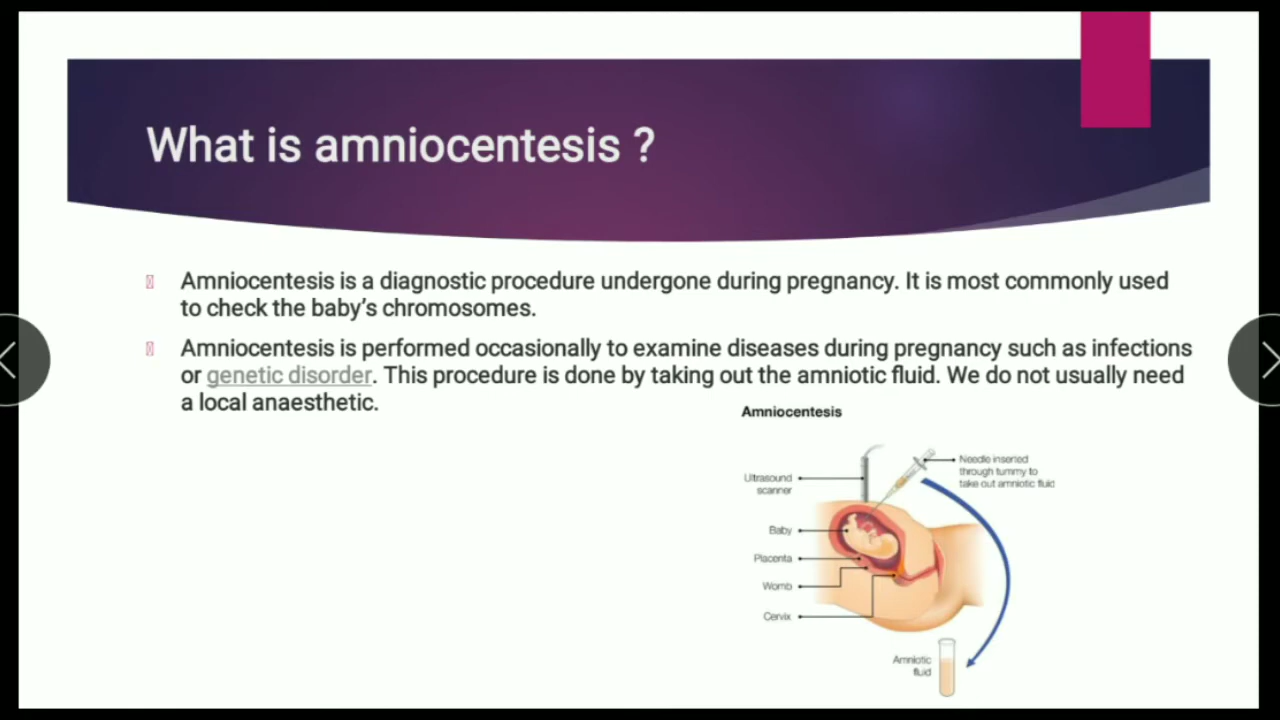 What is amniocentesis ?
Amniocentesis is a diagnostic procedure undergone during pregnancy. It is most commonly used
to check the baby's chromosomes.
Amniocentesis is performed occasionally to examine diseases during pregnancy such as infections
or genetic disorder. This procedure is done by taking out the amniotic fluid. We do not usually need
a local anaesthetic.
Amniocentesis
Ultrasound
scanner
Needle inserted
through tummy to
take out amniotic fluid
Baby
Placenta
Womb
Cervix
Amniotic
fluid